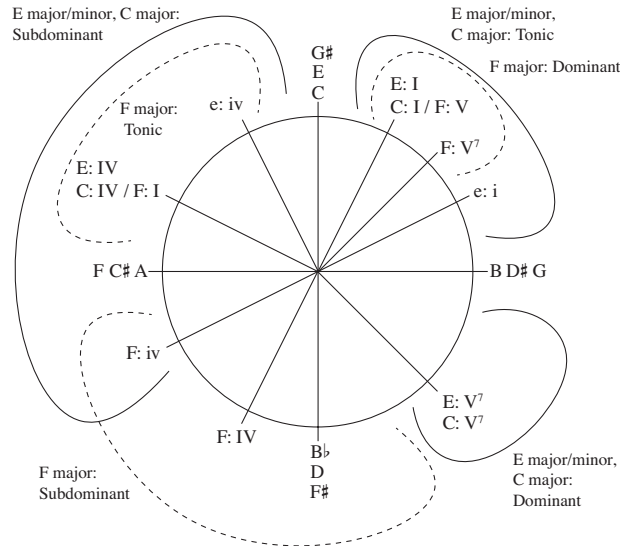 E major/minor, C major:
Subdominant
E major/minor,
C major: Tonic
F major: Dominant
G♯
E
C
E: I
C: I / F: V
e: iv
F major:
Tonic
F: V⁷
E: IV
C: IV / F: I
e: i
F C♯ A
B D♯ G
F: iv
E: V⁷
C: V⁷
F: IV
B♭
D
F♯
F major:
Subdominant
E major/minor,
C major:
Dominant